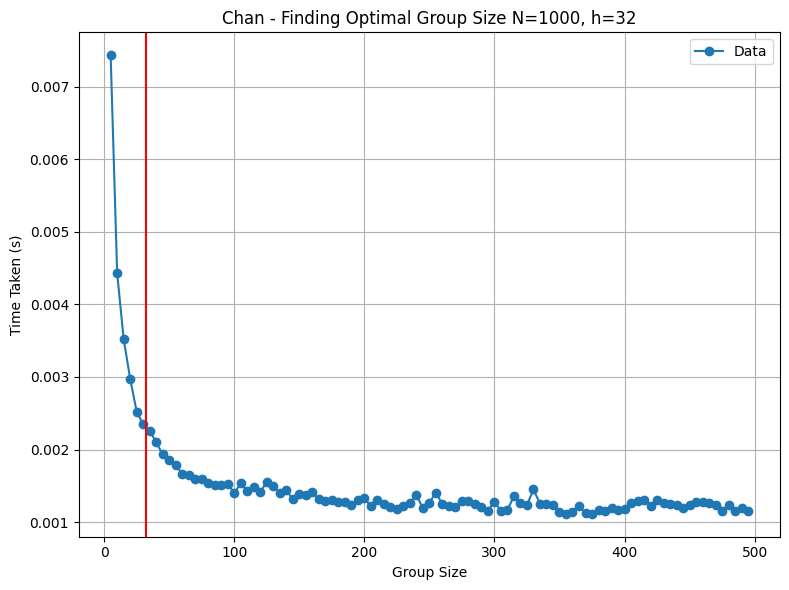 Chan - Finding Optimal Group Size N=1000, h=32
Data
0.007
0.006
0.005
0.004
0.003
0.002
0.001
Time Taken (s)
0 100 200 300 400 500
Group Size